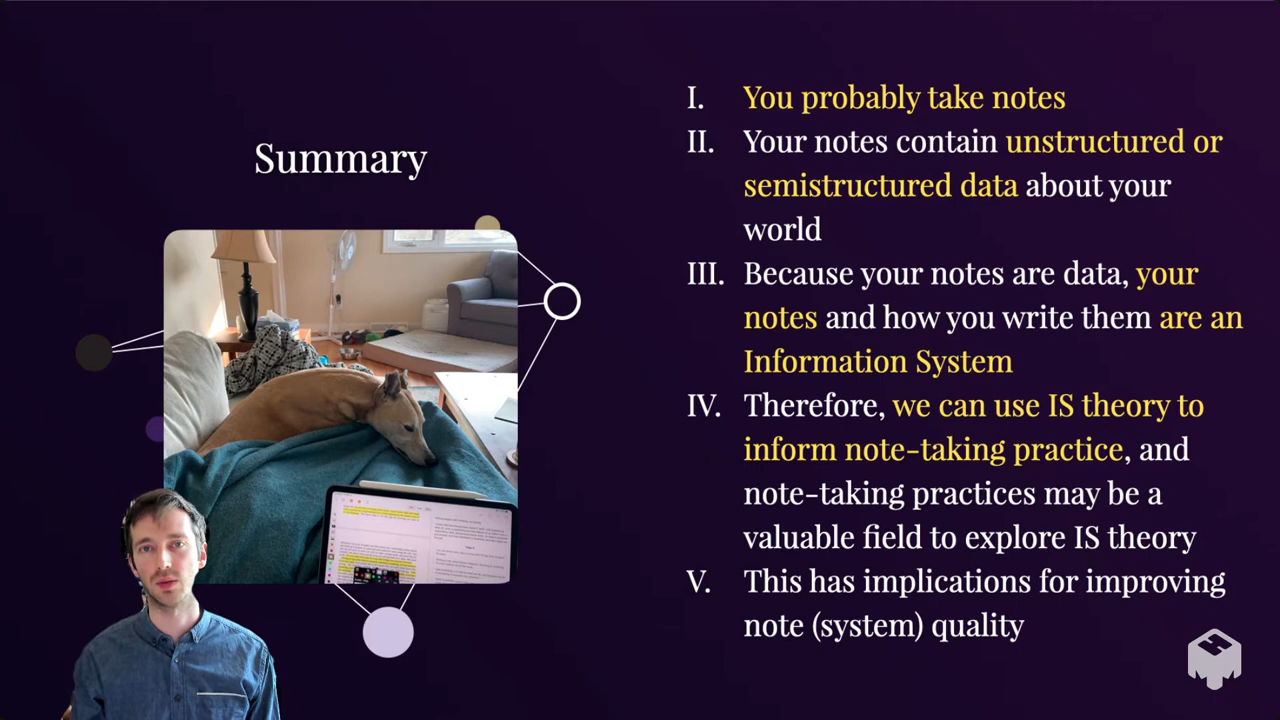 Summary
I. You probably take notes
II. Your notes contain unstructured or
semistructured data about your
world
III. Because your notes are data, your
notes and how you write them are an
Information System
IV. Therefore, we can use IS theory to
inform note-taking practice, and
note-taking practices may be a
valuable field to explore IS theory
V. This has implications for improving
note (system) quality